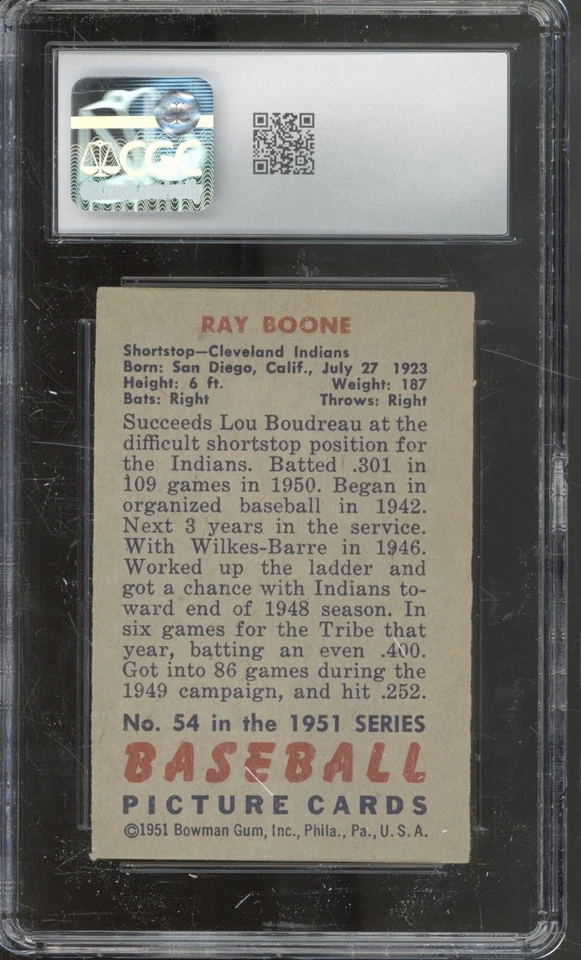 CGC
RAY BOONE
Shortstop—Cleveland Indians
Born: San Diego, Calif., July 27 1923
Height: 6 ft. Weight: 187
Bats: Right Throws: Right
Succeeds Lou Boudreau at the
difficult shortstop position for
the Indians. Batted .301 in
109 games in 1950. Began in
organized baseball in 1942.
Next 3 years in the service.
With Wilkes-Barre in 1946.
Worked up the ladder and
got a chance with Indians to-
ward end of 1948 season. In
six games for the Tribe that
year, batting an even .400.
Got into 86 games during the
1949 campaign, and hit .252.
No. 54 in the 1951 SERIES
BASEBALL
PICTURE CARDS
©1951 Bowman Gum, Inc., Phila., Pa., U. S. A.